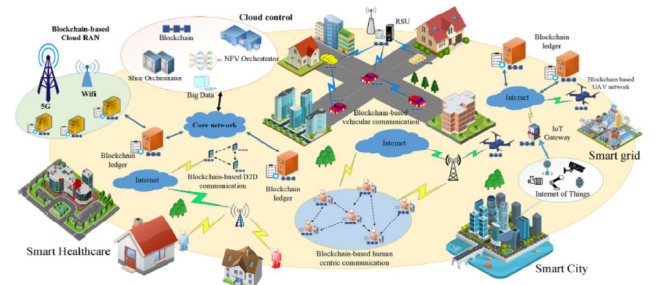 Blockchain-based
Cloud RAN
5G
Wifi
Cloud control
Blockchain
Slice Orchestrator
NFV Orchestrator
Big Data
Core network
RSU
Blockchain-based
vehicular communication
Blockchain
ledger
Blockchain
ledger
Internet
Blockchain based
UAV network
Smart grid
IoT
Gateway
Internet of Things
Internet
Blockchain
ledger
Internet
Blockchain-based D2D
communication
Blockchain
ledger
Smart Healthcare
Blockchain-based human
centric communication
Smart City